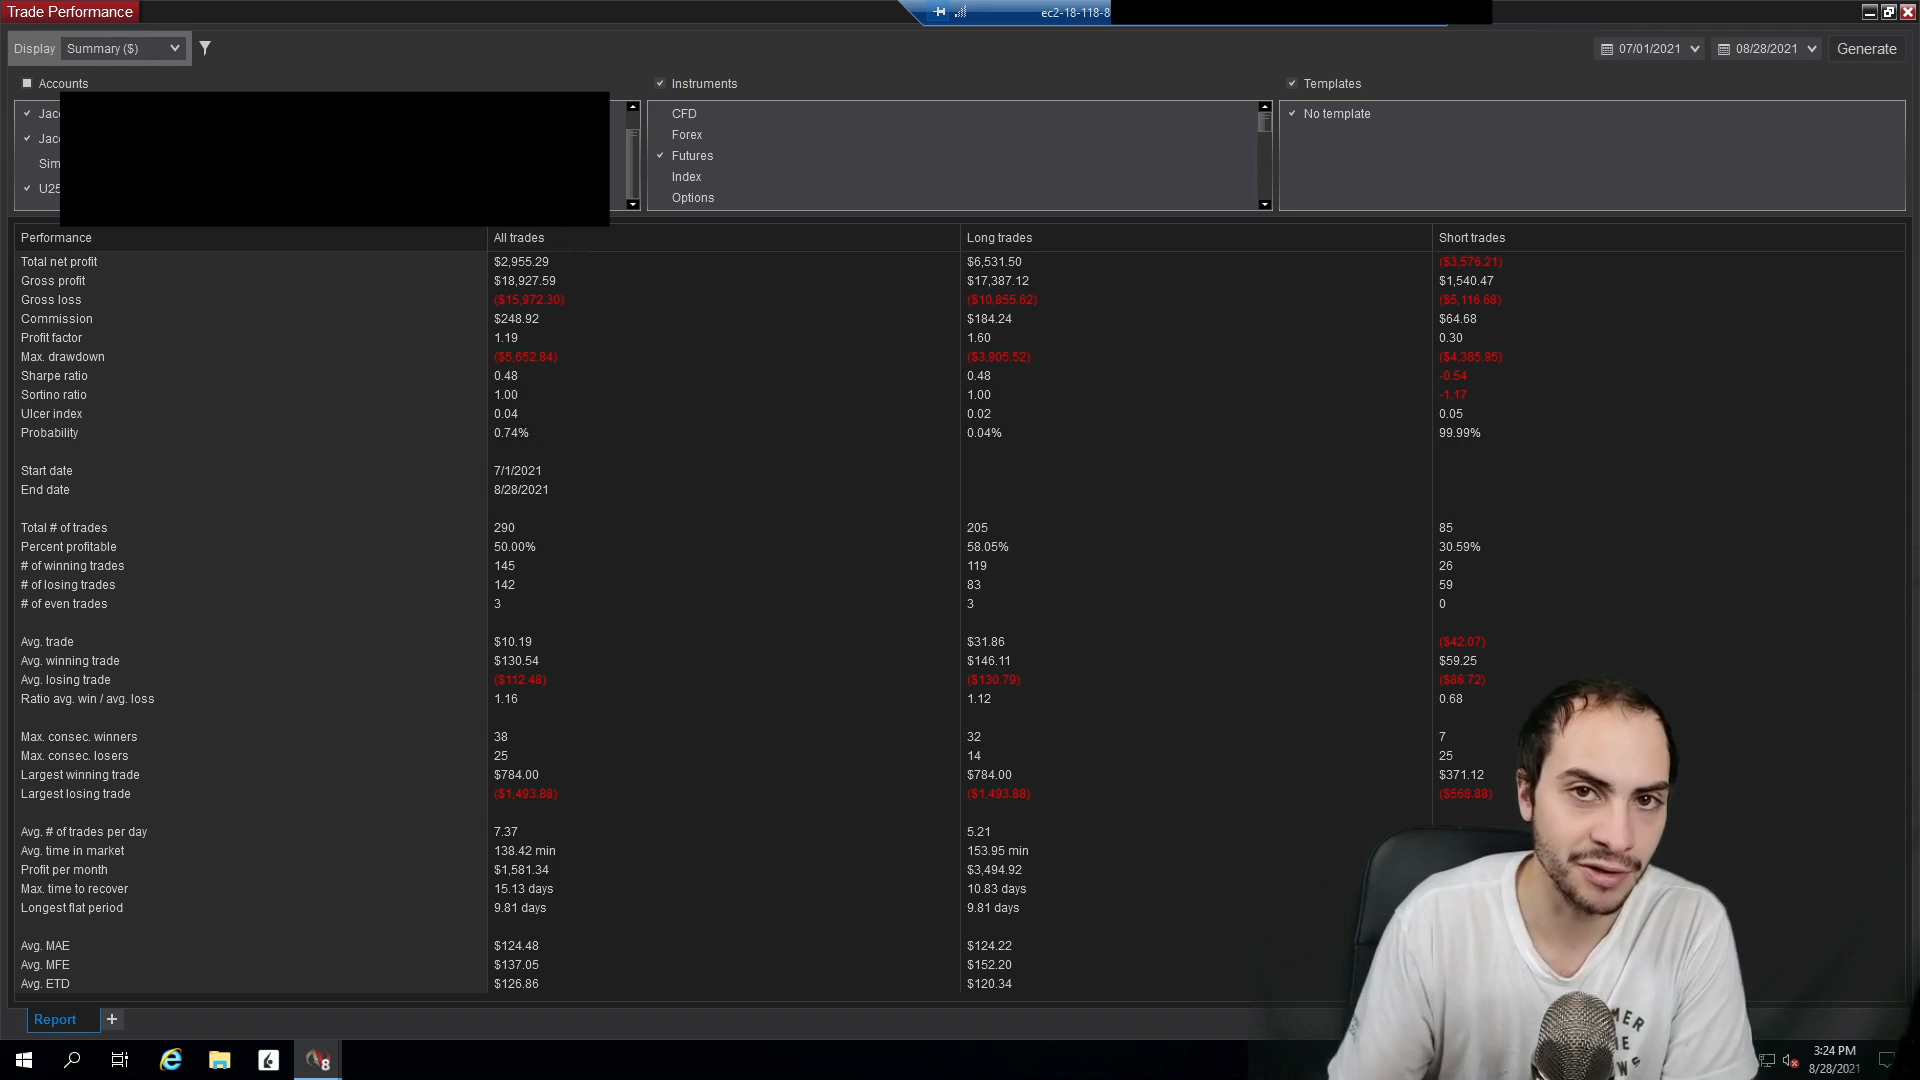 Trade Performance
ec2-18-118-8
Display Summary ($)
07/01/2021 08/28/2021 Generate
Accounts Instruments Templates
Jac CFD No template
Jac Forex
Sim Futures
U25 Index
Options
Performance All trades Long trades Short trades
Total net profit $2,955.29 $6,531.50 ($3,576.21)
Gross profit $18,927.59 $17,387.12 $1,540.47
Gross loss ($15,972.30) ($10,855.62) ($5,116.68)
Commission $248.92 $184.24 $64.68
Profit factor 1.19 1.60 0.30
Max. drawdown ($5,652.84) ($3,905.52) ($4,385.95)
Sharpe ratio 0.48 0.48 -0.54
Sortino ratio 1.00 1.00 -1.17
Ulcer index 0.04 0.02 0.05
Probability 0.74% 0.04% 99.99%
Start date 7/1/2021
End date 8/28/2021
Total # of trades 290 205 85
Percent profitable 50.00% 58.05% 30.59%
# of winning trades 145 119 26
# of losing trades 142 83 59
# of even trades 3 3 0
Avg. trade $10.19 $31.86 ($42.07)
Avg. winning trade $130.54 $146.11 $59.25
Avg. losing trade ($112.48) ($130.79) ($86.72)
Ratio avg. win / avg. loss 1.16 1.12 0.68
Max. consec. winners 38 32 7
Max. consec. losers 25 14 25
Largest winning trade $784.00 $784.00 $371.12
Largest losing trade ($1,493.88) ($1,493.88) ($568.88)
Avg. # of trades per day 7.37 5.21
Avg. time in market 138.42 min 153.95 min
Profit per month $1,581.34 $3,494.92
Max. time to recover 15.13 days 10.83 days
Longest flat period 9.81 days 9.81 days
Avg. MAE $124.48 $124.22
Avg. MFE $137.05 $152.20
Avg. ETD $126.86 $120.34
Report +
8
3:24 PM
8/28/2021